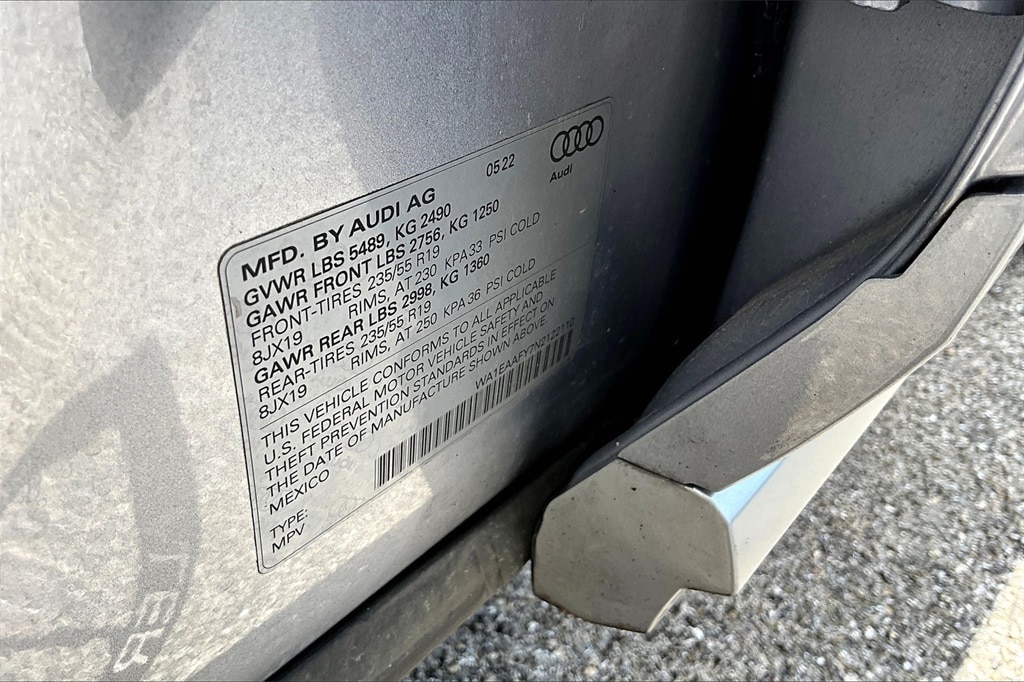 MFD. BY AUDI AG 05 22
Audi
GVWR LBS 5489, KG 2490
GAWR FRONT LBS 2756, KG 1250
FRONT-TIRES 235/55 R19
8JX19 RIMS, AT 230 KPA 33 PSI COLD
GAWR REAR LBS 2998, KG 1360
REAR-TIRES 235/55 R19
8JX19 RIMS, AT 250 KPA 36 PSI COLD
THIS VEHICLE CONFORMS TO ALL APPLICABLE
U.S. FEDERAL MOTOR VEHICLE SAFETY AND
THEFT PREVENTION STANDARDS IN EFFECT ON
THE DATE OF MANUFACTURE SHOWN ABOVE.
MEXICO
WA1EAAFY7N2122110
TYPE:
MPV